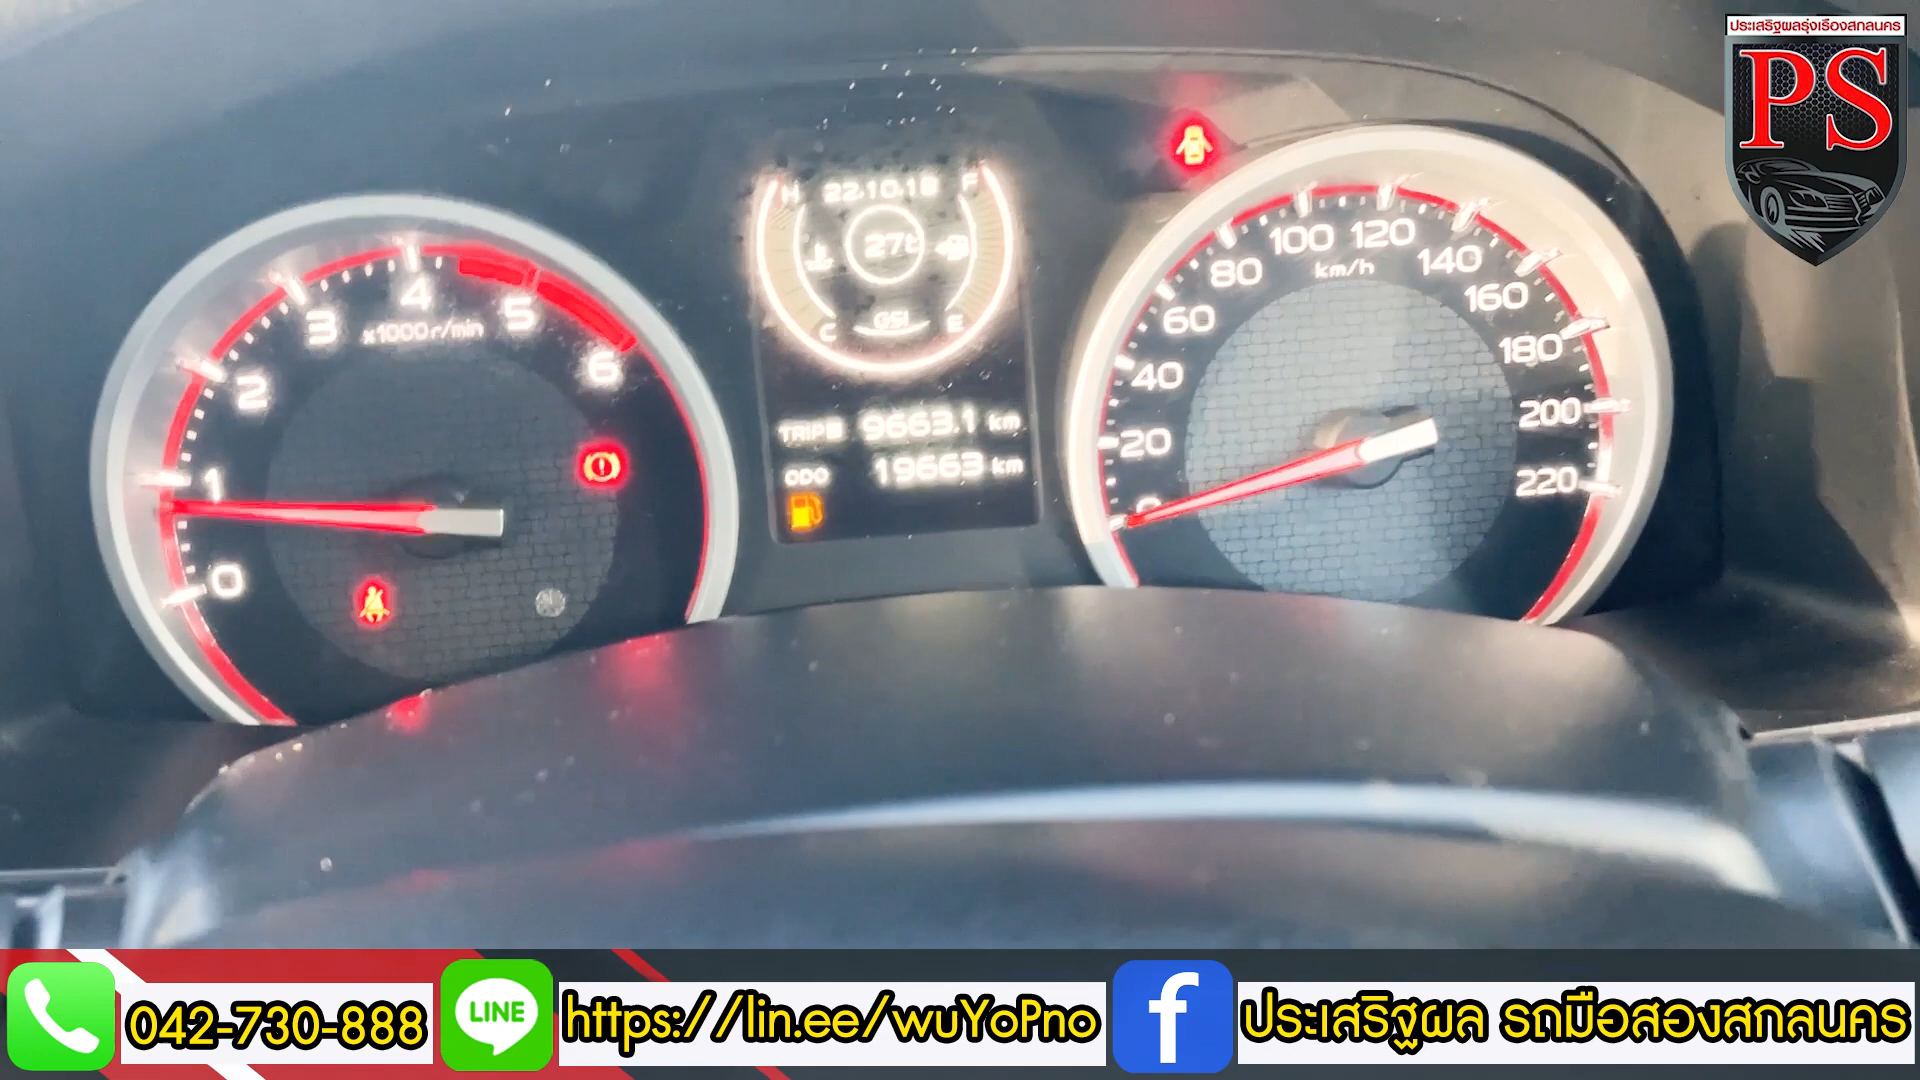 ประเสริฐผลรุ่งเรืองสกลนคร
PS
H 22.10.18 F
27
C GSI E
TRIP 9663.1 km
ODO 19663 km
0
1
2
3
4
5
6
x1000 r/min
0
20
40
60
80
100
120
140
160
180
200
220
km/h
042-730-888
LINE
https://lin.ee/wuYoPno
f
ประเสริฐผล รถมือสองสกลนคร